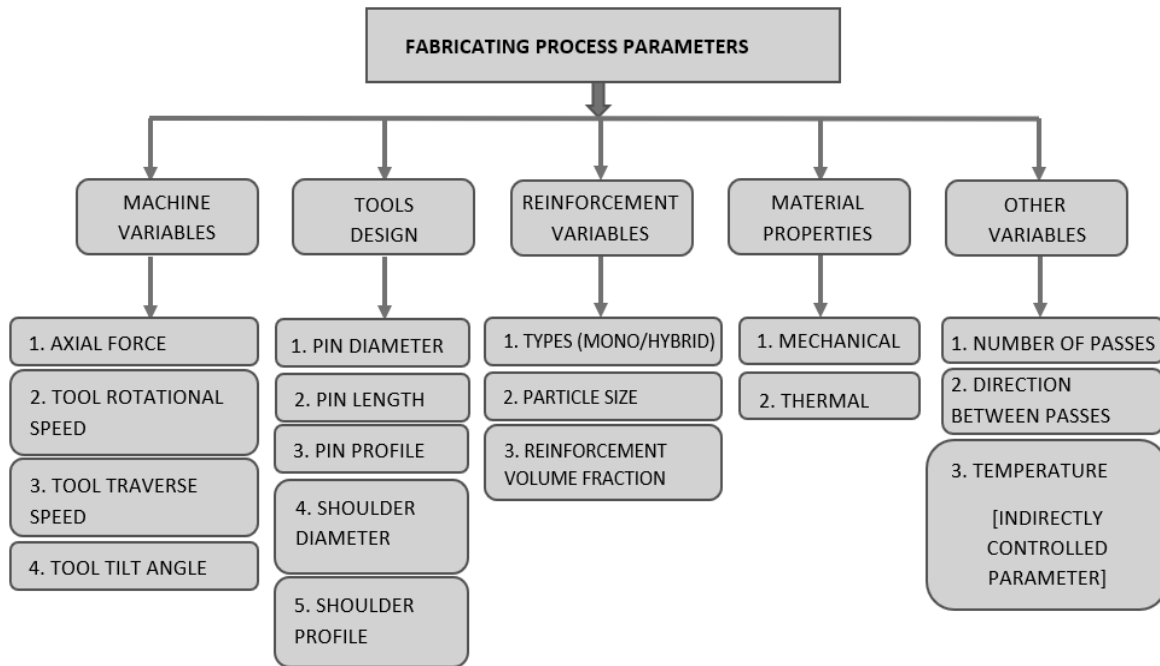 FABRICATING PROCESS PARAMETERS
MACHINE
VARIABLES
TOOLS
DESIGN
REINFORCEMENT
VARIABLES
MATERIAL
PROPERTIES
OTHER
VARIABLES
1. AXIAL FORCE
2. TOOL ROTATIONAL
SPEED
3. TOOL TRAVERSE
SPEED
4. TOOL TILT ANGLE
1. PIN DIAMETER
2. PIN LENGTH
3. PIN PROFILE
4. SHOULDER
DIAMETER
5. SHOULDER
PROFILE
1. TYPES (MONO/HYBRID)
2. PARTICLE SIZE
3. REINFORCEMENT
VOLUME FRACTION
1. MECHANICAL
2. THERMAL
1. NUMBER OF PASSES
2. DIRECTION
BETWEEN PASSES
3. TEMPERATURE
[INDIRECTLY
CONTROLLED
PARAMETER]